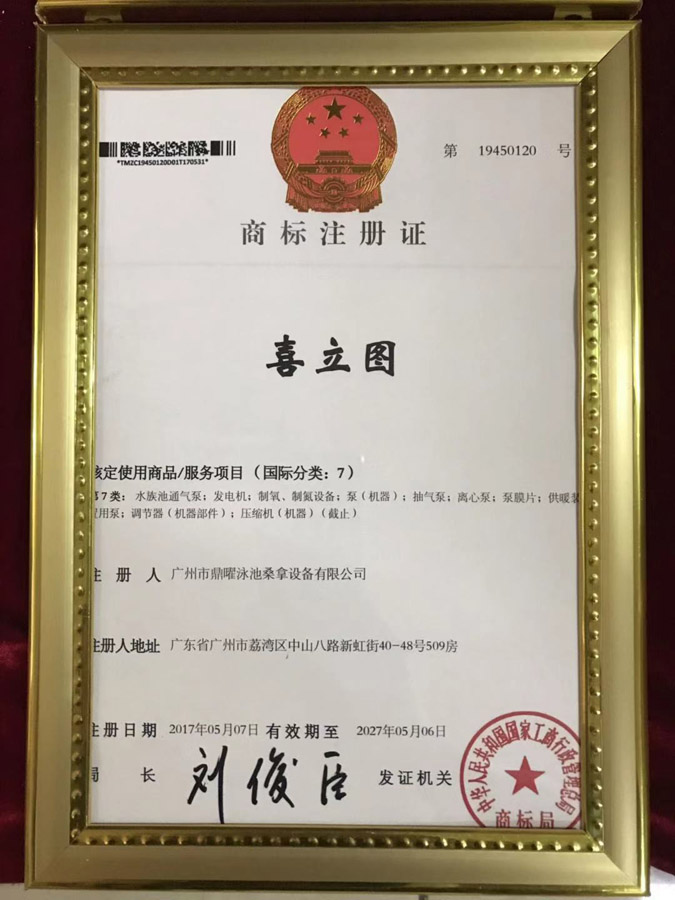 *TMZC19450120D01T170531*
第 19450120 号
商标注册证
喜立图
核定使用商品/服务项目（国际分类：7）
第7类：水族池通气泵；发电机；制氧、制氮设备；泵（机器）；抽气泵；离心泵；泵膜片；供暖装
置用泵；调节器（机器部件）；压缩机（机器）（截止）
注册人 广州市鼎曜泳池桑拿设备有限公司
注册人地址 广东省广州市荔湾区中山八路新虹街40-48号509房
注册日期 2017年05月07日 有效期至 2027年05月06日
局长 刘俊臣 发证机关
中华人民共和国国家工商行政管理总局
商标局